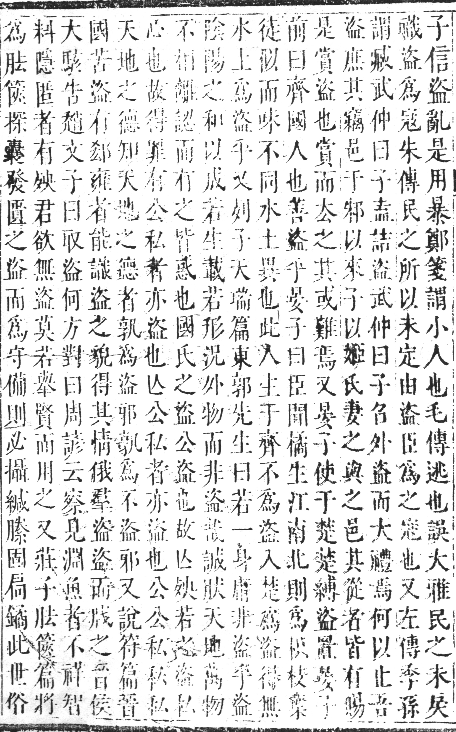 子信盜亂是用暴鄭箋謂小人也毛傳逃也誤大雅民之未戾
職盜爲寇朱傳民之所以未定由盜臣爲之寇也又左傳季孫
謂臧武仲曰子盍詰盜武仲曰子召外盜而大禮焉何以止吾
盜庶其竊邑于邾以來子以姬氏妻之與之邑其從者皆有賜
是賞盜也賞而去之其或難焉又晏子使于楚楚縛盜置晏子
前曰齊國人也善盜乎晏子曰臣聞橘生江南北則爲枳枝葉
徒似而味不同水土異也此人生于齊不爲盜入楚爲盜得無
水土爲盜乎又列子天瑞篇東郭先生曰若一身庸非盜乎盜
陰陽之和以成若生載若形況外物而非盜哉誠然天地萬物
不相離認而有之皆惑也國氏之盜公盜也故亾殃若之盜私
心也故得罪有公私者亦盜也亾公私者亦盜也公公私私
天地之德知天地之德者孰爲盜邪孰爲不盜邪又說符篇晉
國苦盜有郄雍者能識盜之貌得其情俄羣盜盜而戕之晉侯
大駭告趙文子曰取盜何方對曰周諺云察見淵魚者不祥智
料隱匿者有殃君欲無盜莫若舉賢而用之又莊子胠篋篇將
爲胠篋探囊發匱之盜而爲守備則必攝緘縢固扃鐍此世俗